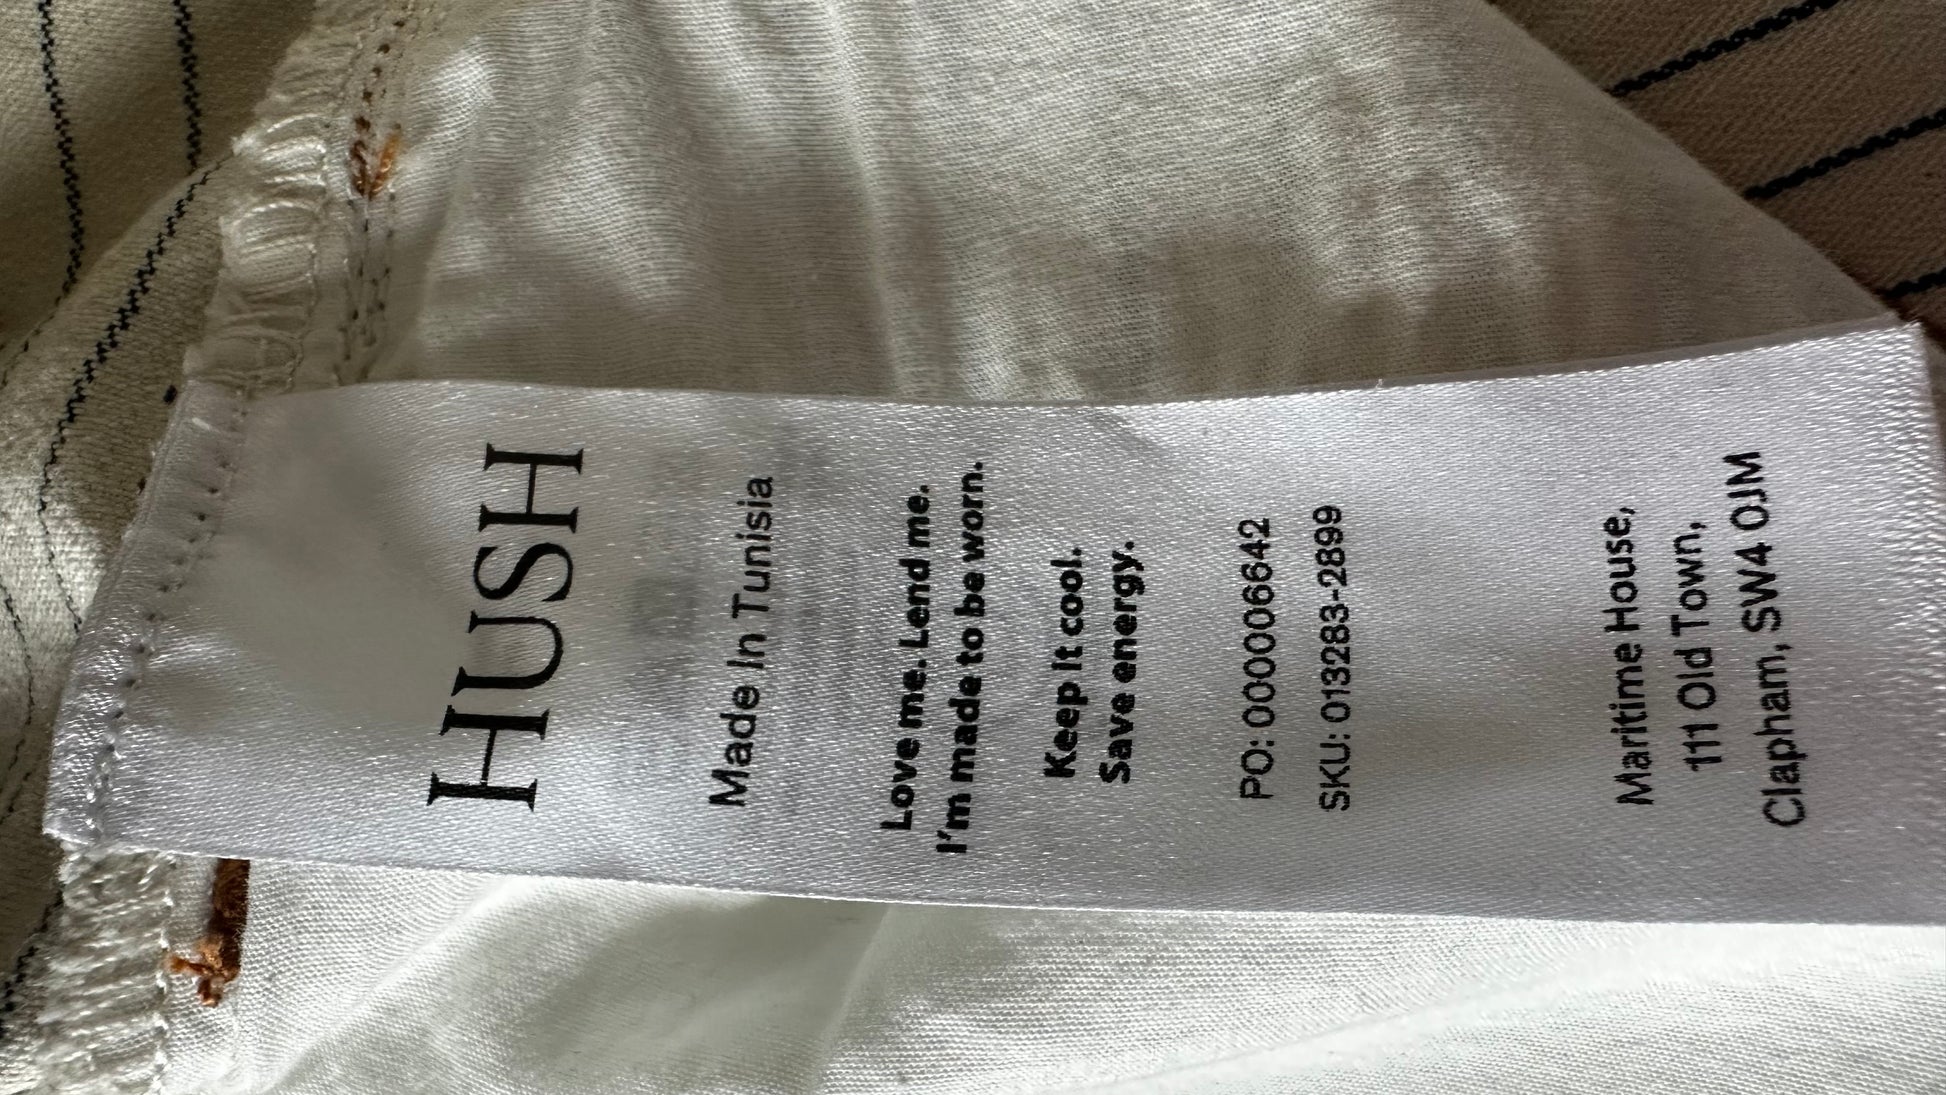 HUSH
Made In Tunisia
Love me. Lend me.
I'm made to be worn.
Keep It cool.
Save energy.
PO: 00006642
SKU: 013283-2899
Maritime House,
111 Old Town,
Clapham, SW4 0JM